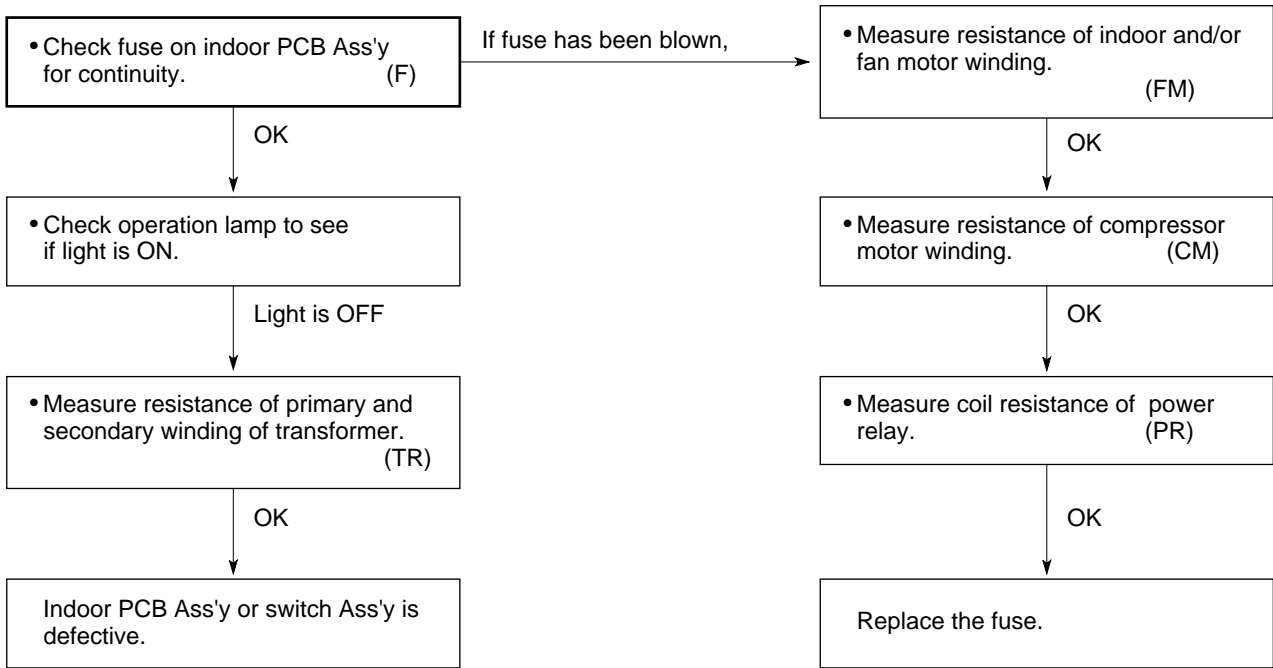 • Check fuse on indoor PCB Ass'y
for continuity. (F)
If fuse has been blown,
• Measure resistance of indoor and/or
fan motor winding.
(FM)
OK
OK
• Check operation lamp to see
if light is ON.
• Measure resistance of compressor
motor winding. (CM)
Light is OFF
OK
• Measure resistance of primary and
secondary winding of transformer.
(TR)
• Measure coil resistance of power
relay. (PR)
OK
OK
Indoor PCB Ass'y or switch Ass'y is
defective.
Replace the fuse.